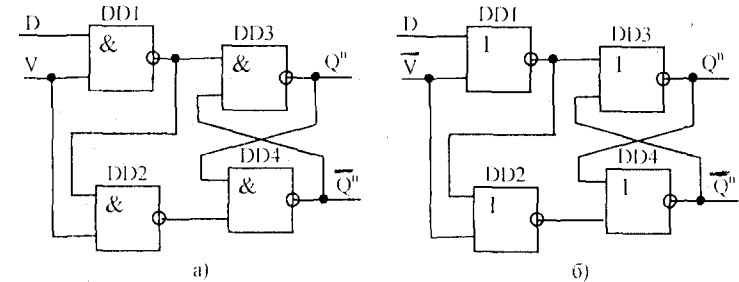 DD1
D
&
DD3
V
&
Qⁿ
DD4
DD2
&
&
Q̅ⁿ
а)
DD1
D
1
DD3
V̅
1
Qⁿ
DD4
DD2
1
1
Q̅ⁿ
б)